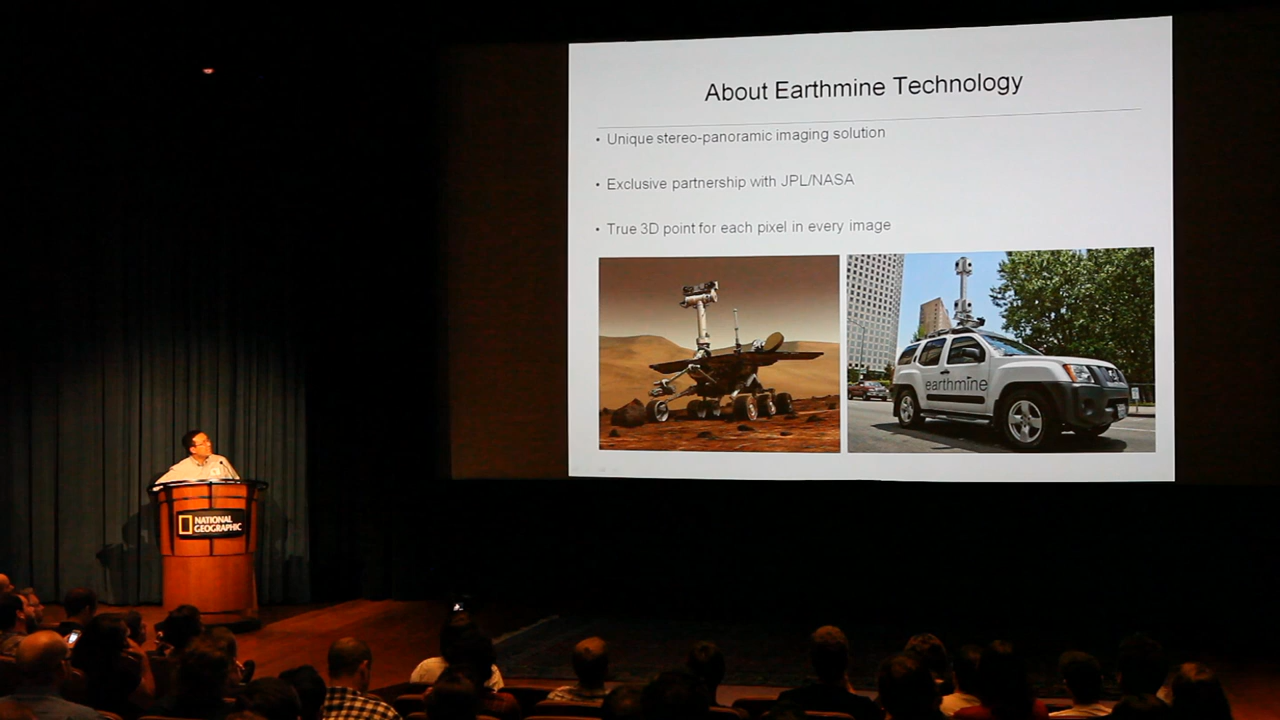 About Earthmine Technology
• Unique stereo-panoramic imaging solution
• Exclusive partnership with JPL/NASA
• True 3D point for each pixel in every image
earthmine
NATIONAL
GEOGRAPHIC